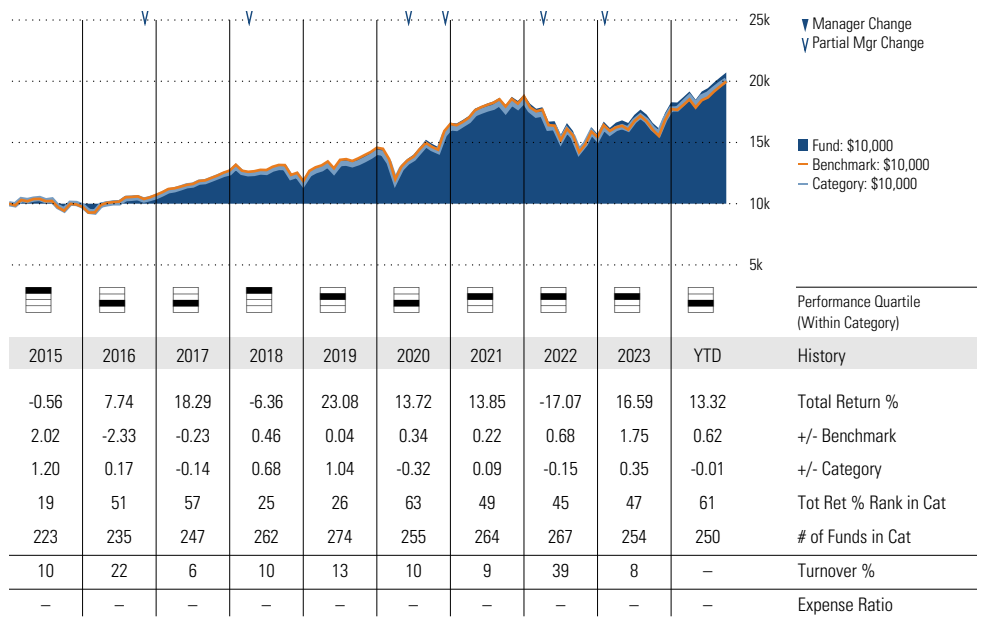 25k
▼ Manager Change
V Partial Mgr Change
20k
15k
Fund: $10,000
Benchmark: $10,000
Category: $10,000
10k
5k
Performance Quartile
(Within Category)
2015 2016 2017 2018 2019 2020 2021 2022 2023 YTD History
-0.56 7.74 18.29 -6.36 23.08 13.72 13.85 -17.07 16.59 13.32 Total Return %
2.02 -2.33 -0.23 0.46 0.04 0.34 0.22 0.68 1.75 0.62 +/- Benchmark
1.20 0.17 -0.14 0.68 1.04 -0.32 0.09 -0.15 0.35 -0.01 +/- Category
19 51 57 25 26 63 49 45 47 61 Tot Ret % Rank in Cat
223 235 247 262 274 255 264 267 254 250 # of Funds in Cat
10 22 6 10 13 10 9 39 8 – Turnover %
– – – – – – – – – – Expense Ratio